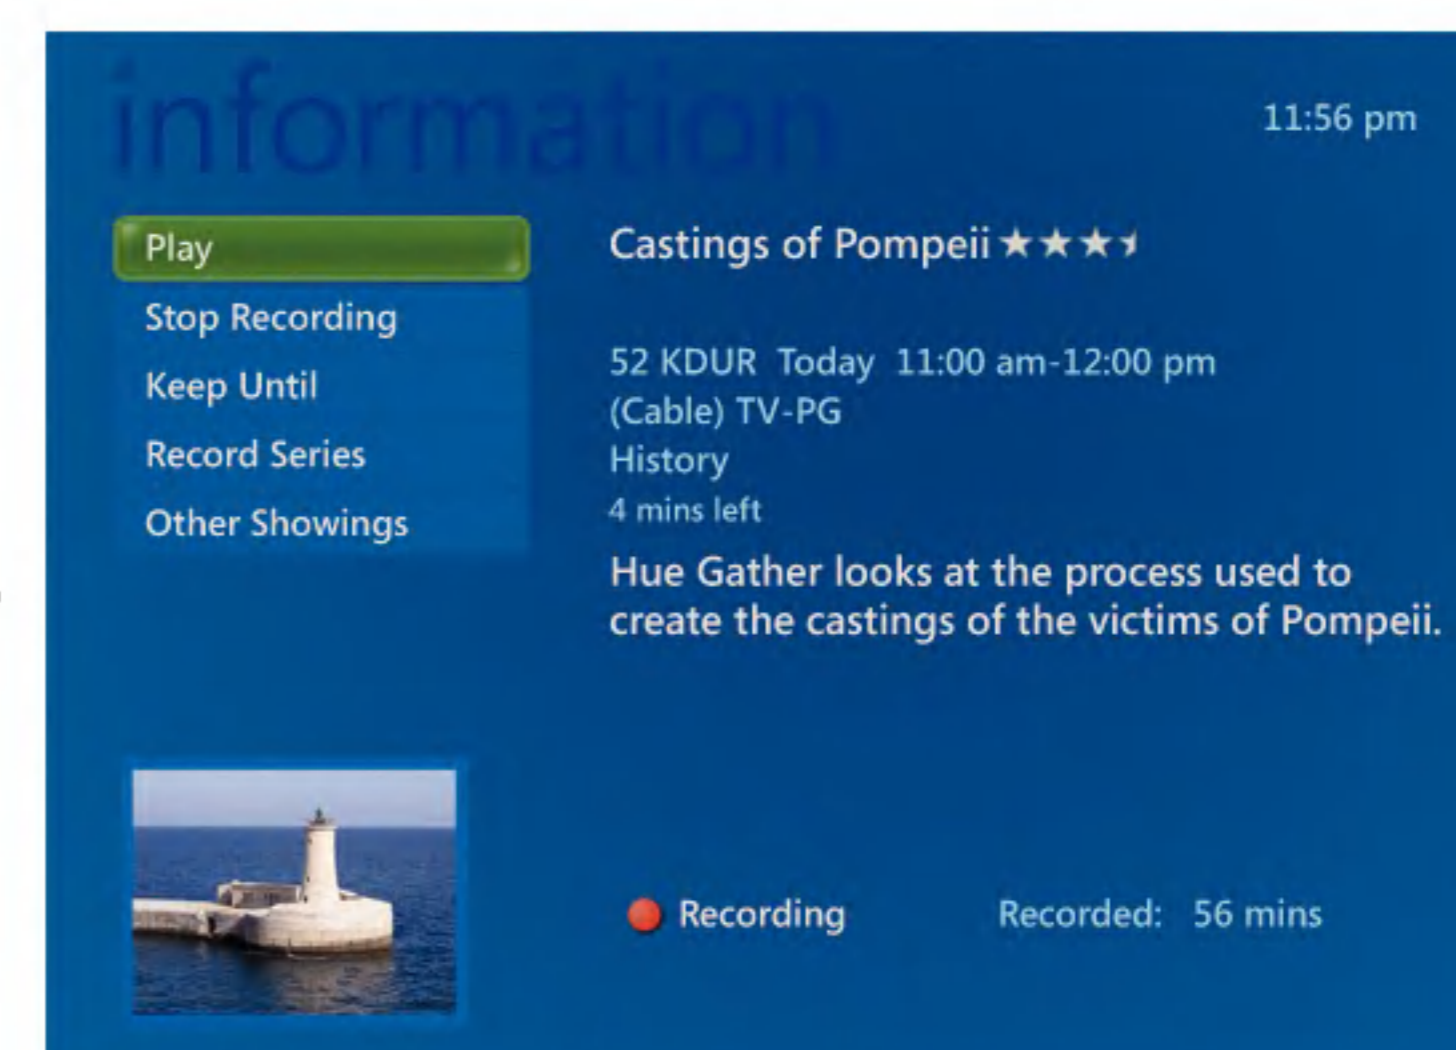 information
11:56 pm
Play
Stop Recording
Keep Until
Record Series
Other Showings
Castings of Pompeii
52 KDUR Today 11:00 am-12:00 pm
(Cable) TV-PG
History
4 mins left
Hue Gather looks at the process used to
create the castings of the victims of Pompeii.
Recording Recorded: 56 mins